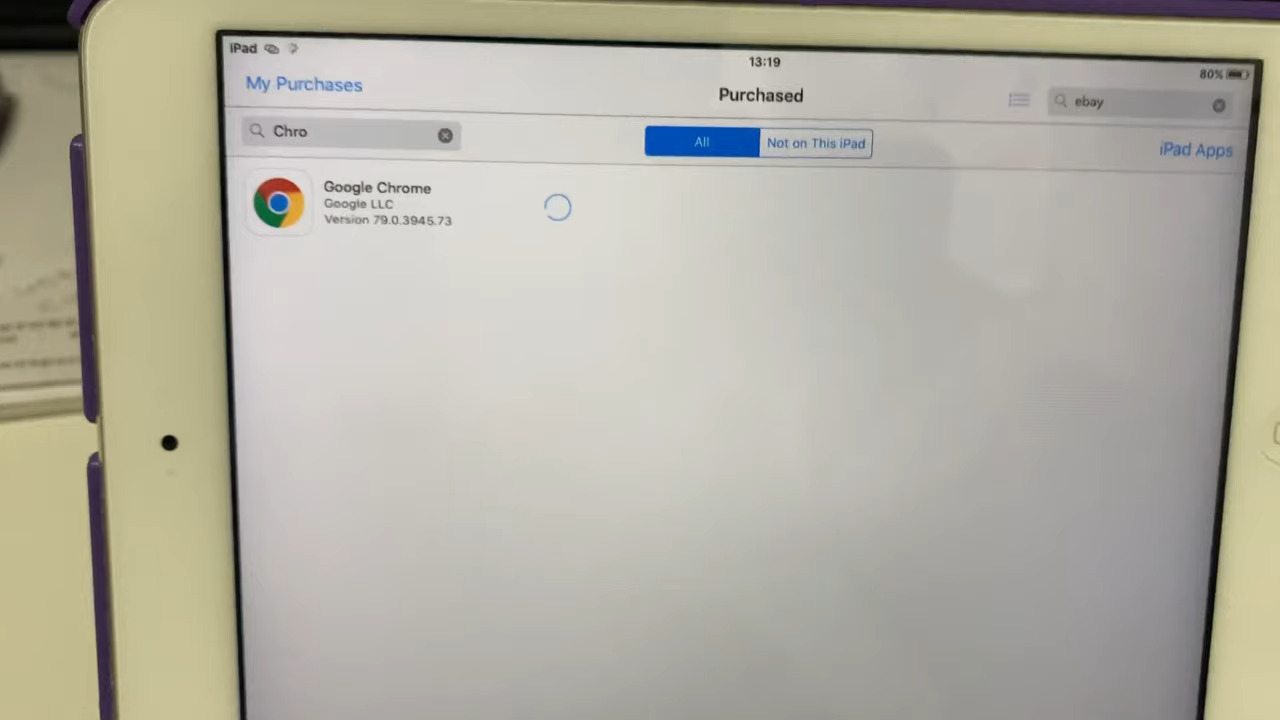 iPad
13:19
80%
My Purchases
Purchased
ebay
Chro
All
Not on This iPad
iPad Apps
Google Chrome
Google LLC
Version 79.0.3945.73